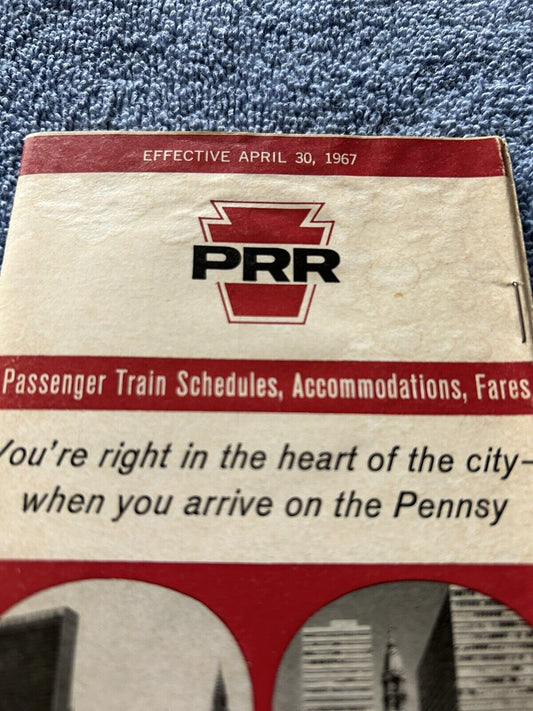 EFFECTIVE APRIL 30, 1967
PRR
Passenger Train Schedules, Accommodations, Fares
You're right in the heart of the city—
when you arrive on the Pennsy